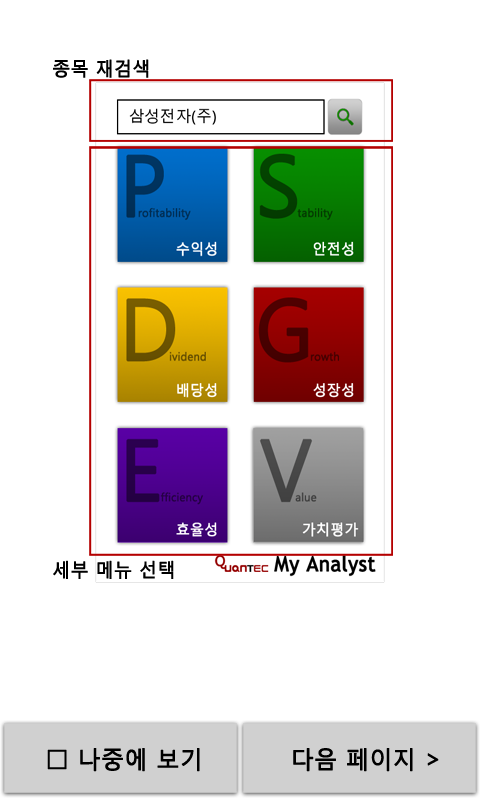 종목 재검색
삼성전자(주)
Profitability
수익성
Stability
안전성
Dividend
배당성
Growth
성장성
Efficiency
효율성
Value
가치평가
세부 메뉴 선택
QUANTEC My Analyst
□ 나중에 보기
다음 페이지 >